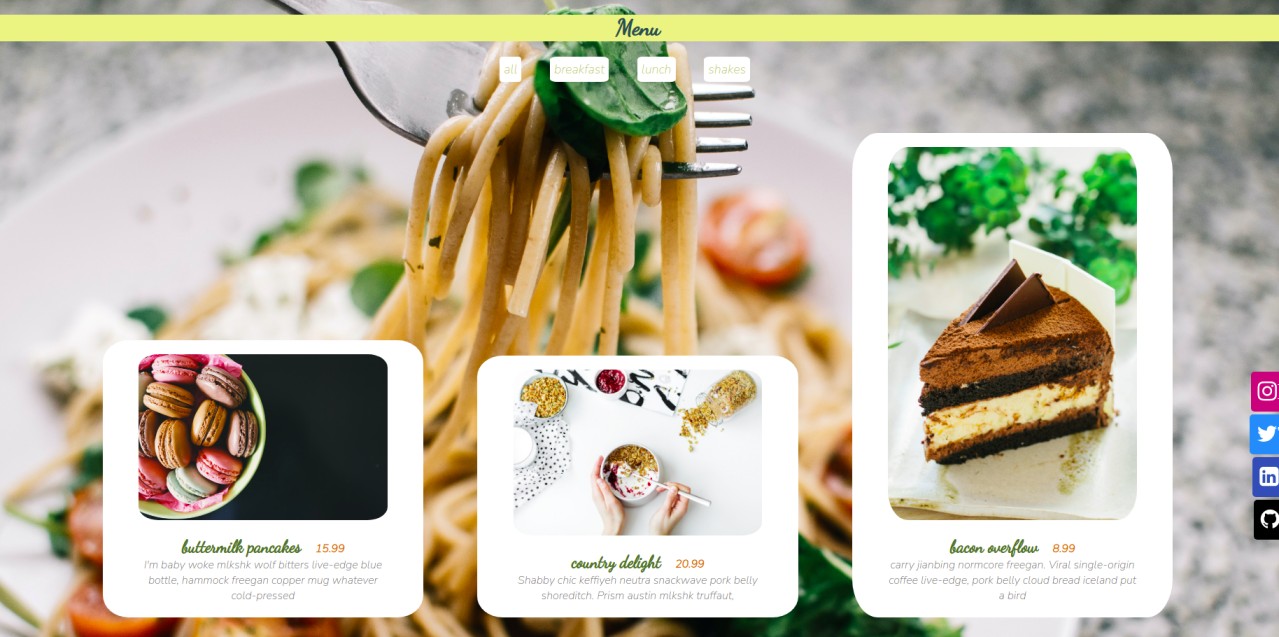 Menu
all breakfast lunch shakes
buttermilk pancakes 15.99
I'm baby woke mlkshk wolf bitters live-edge blue
bottle, hammock freegan copper mug whatever
cold-pressed
country delight 20.99
Shabby chic keffiyeh neutra snackwave pork belly
shoreditch. Prism austin mlkshk truffaut,
bacon overflow 8.99
carry jianbing normcore freegan. Viral single-origin
coffee live-edge, pork belly cloud bread iceland put
a bird